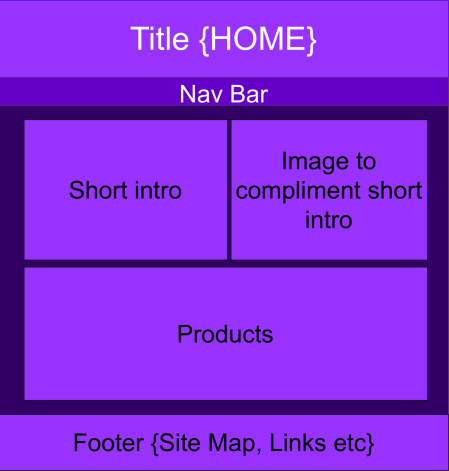 Title {HOME}
Nav Bar
Short intro
Image to
compliment short
intro
Products
Footer {Site Map, Links etc}